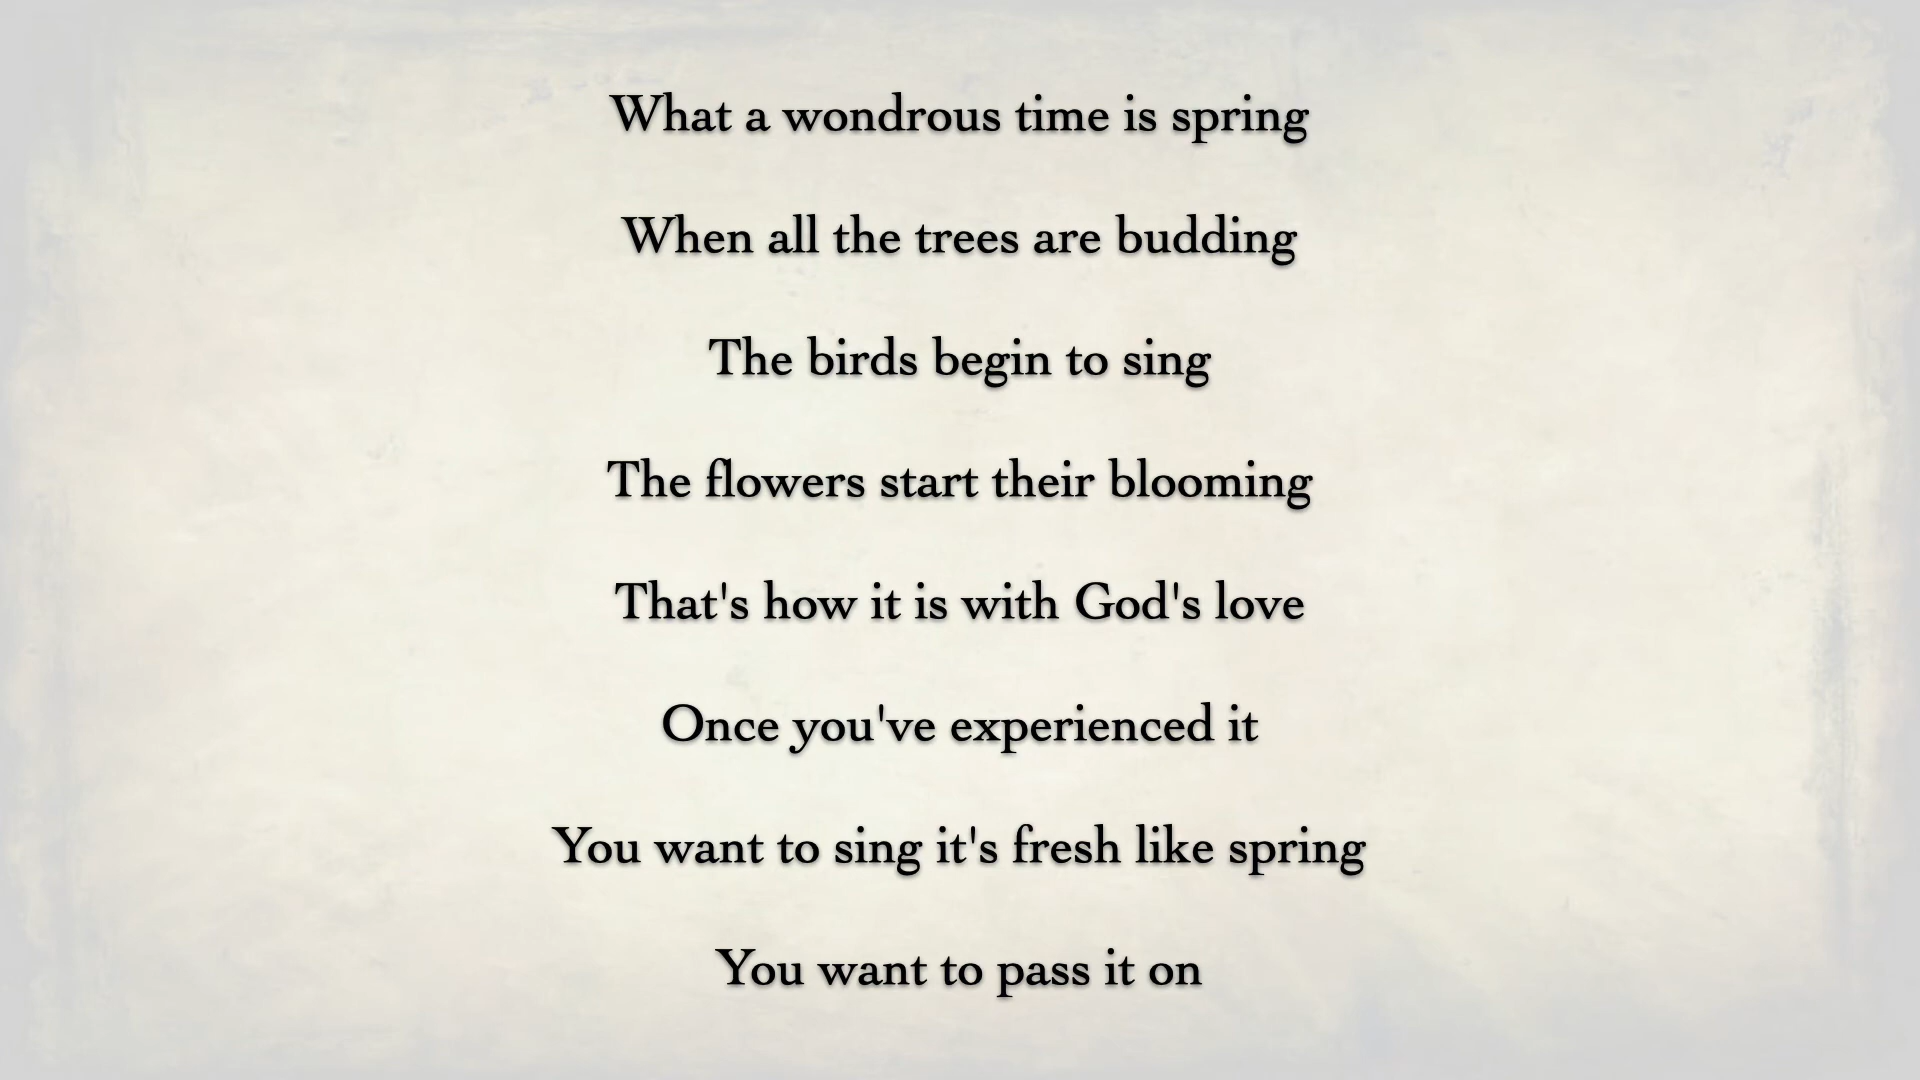 What a wondrous time is spring
When all the trees are budding
The birds begin to sing
The flowers start their blooming
That's how it is with God's love
Once you've experienced it
You want to sing it's fresh like spring
You want to pass it on